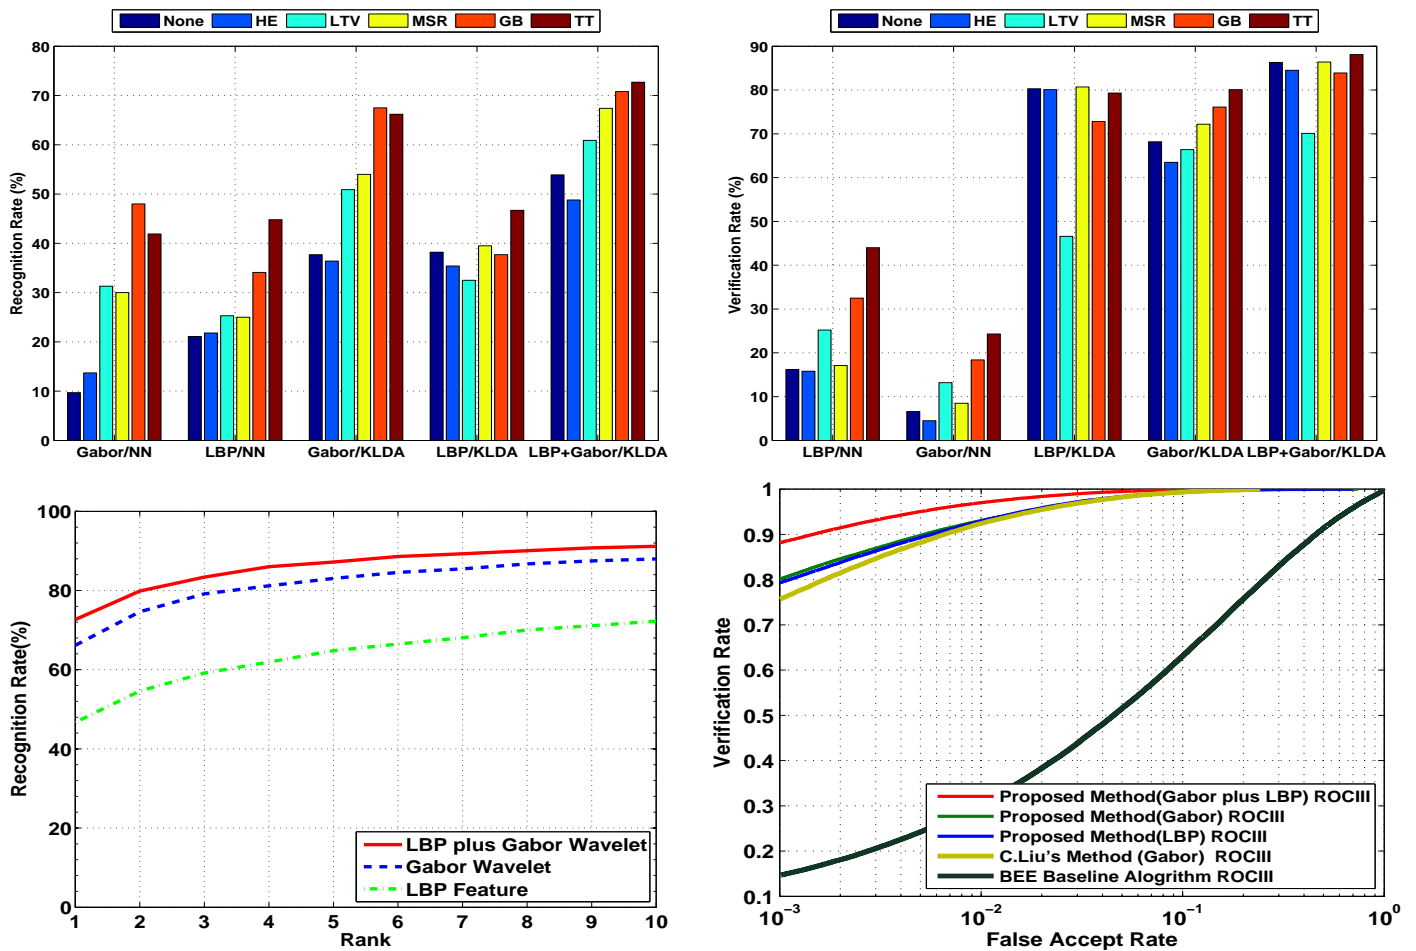 None HE LTV MSR GB TT
80
70
60
50
40
30
20
10
0
Recognition Rate (%)
Gabor/NN LBP/NN Gabor/KLDA LBP/KLDA LBP+Gabor/KLDA
None HE LTV MSR GB TT
90
80
70
60
50
40
30
20
10
0
Verification Rate (%)
LBP/NN Gabor/NN LBP/KLDA Gabor/KLDA LBP+Gabor/KLDA
100
80
60
40
20
0
Recognition Rate(%)
LBP plus Gabor Wavelet
Gabor Wavelet
LBP Feature
1 2 3 4 5 6 7 8 9 10
Rank
1
0.9
0.8
0.7
0.6
0.5
0.4
0.3
0.2
0.1
Verification Rate
Proposed Method(Gabor plus LBP) ROCIII
Proposed Method(Gabor) ROCIII
Proposed Method(LBP) ROCIII
C.Liu's Method (Gabor) ROCIII
BEE Baseline Alogrithm ROCIII
10⁻³ 10⁻² 10⁻¹ 10⁰
False Accept Rate